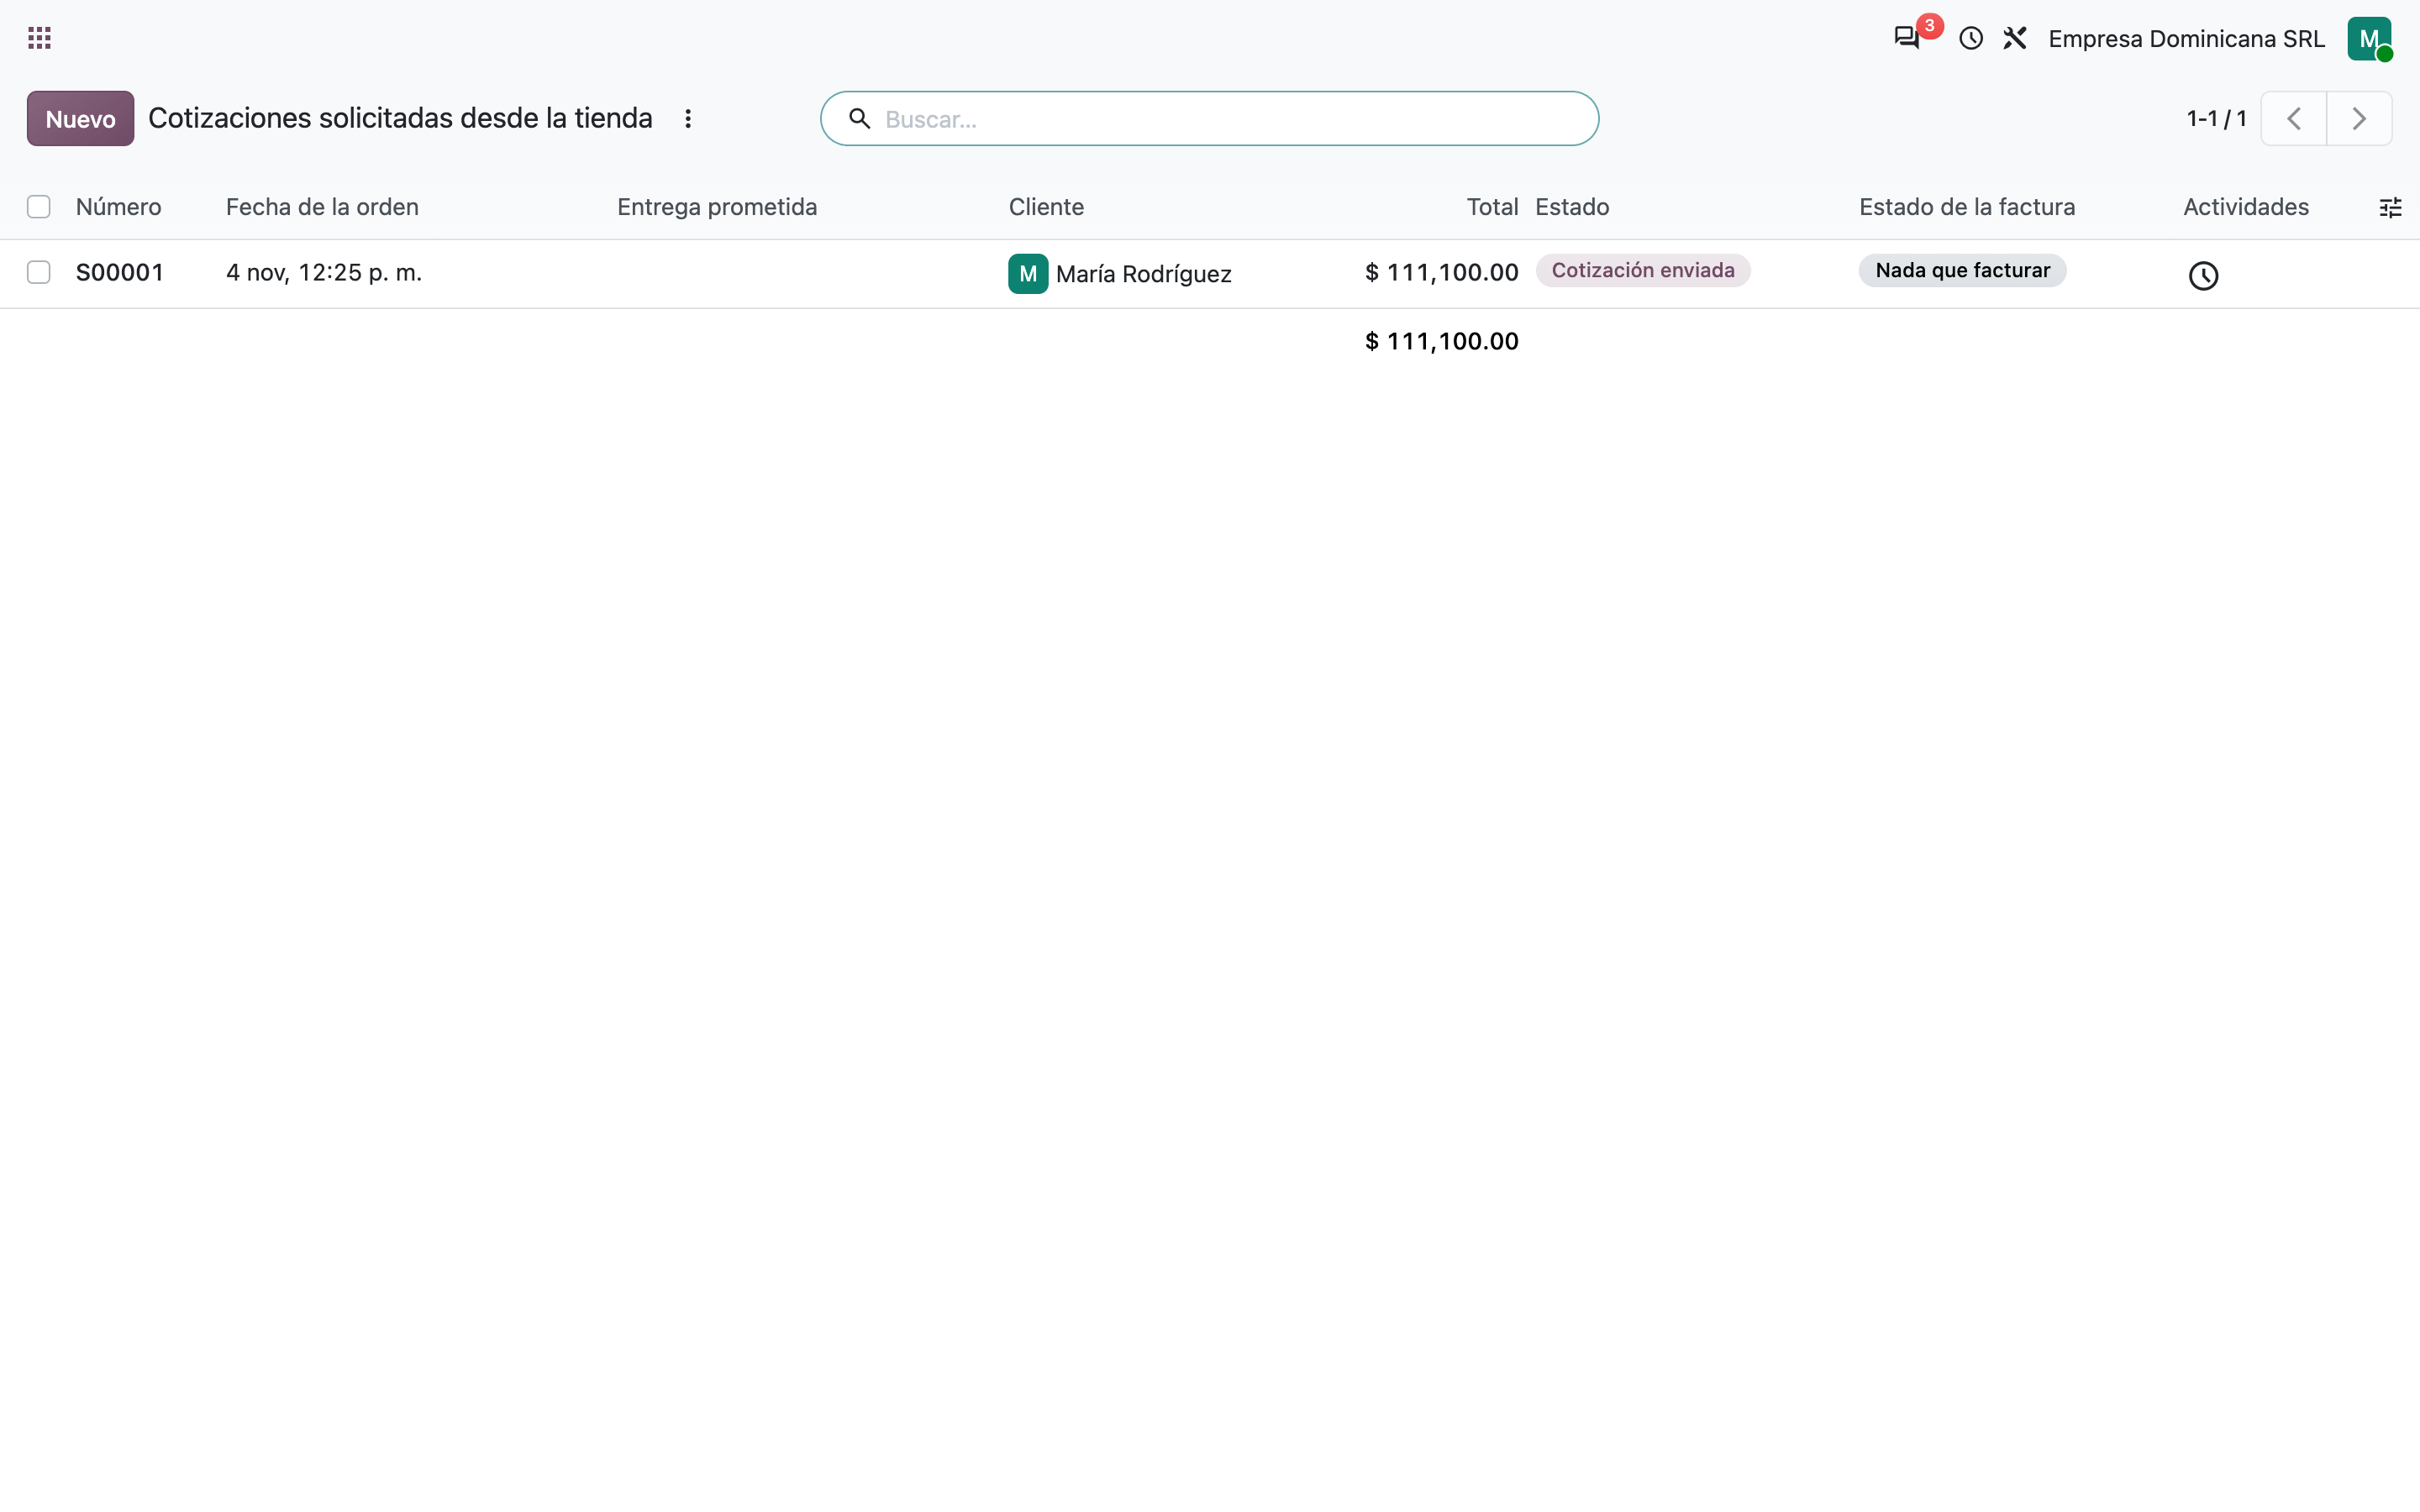 3
Empresa Dominicana SRL
M
Nuevo
Cotizaciones solicitadas desde la tienda
Buscar...
1-1 / 1
Número Fecha de la orden Entrega prometida Cliente Total Estado Estado de la factura Actividades
S00001 4 nov, 12:25 p. m. M María Rodríguez $ 111,100.00 Cotización enviada Nada que facturar
$ 111,100.00